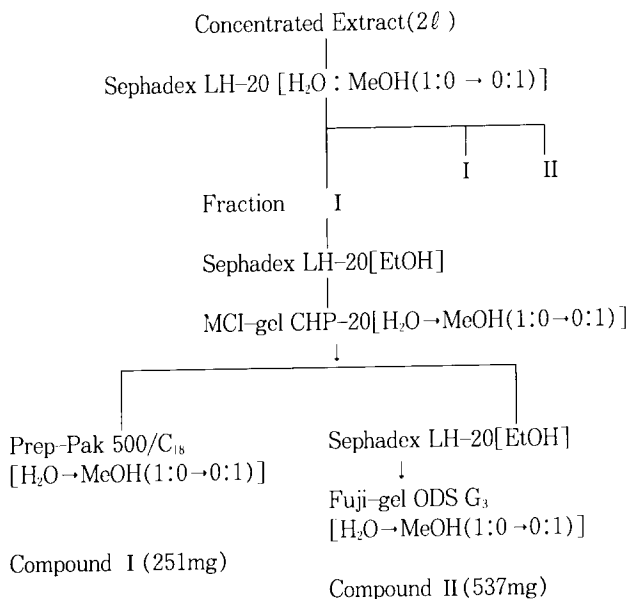 Concentrated Extract(2ℓ)
Sephadex LH-20 [H₂O : MeOH(1:0 → 0:1)]
I II
Fraction I
Sephadex LH-20[EtOH]
MCI-gel CHP-20[H₂O→MeOH(1:0→0:1)]
↓
Prep-Pak 500/C₁₈
[H₂O→MeOH(1:0→0:1)]
Sephadex LH-20[EtOH]
↓
Fuji-gel ODS G₃
[H₂O→MeOH(1:0→0:1)]
Compound I (251mg)
Compound II (537mg)